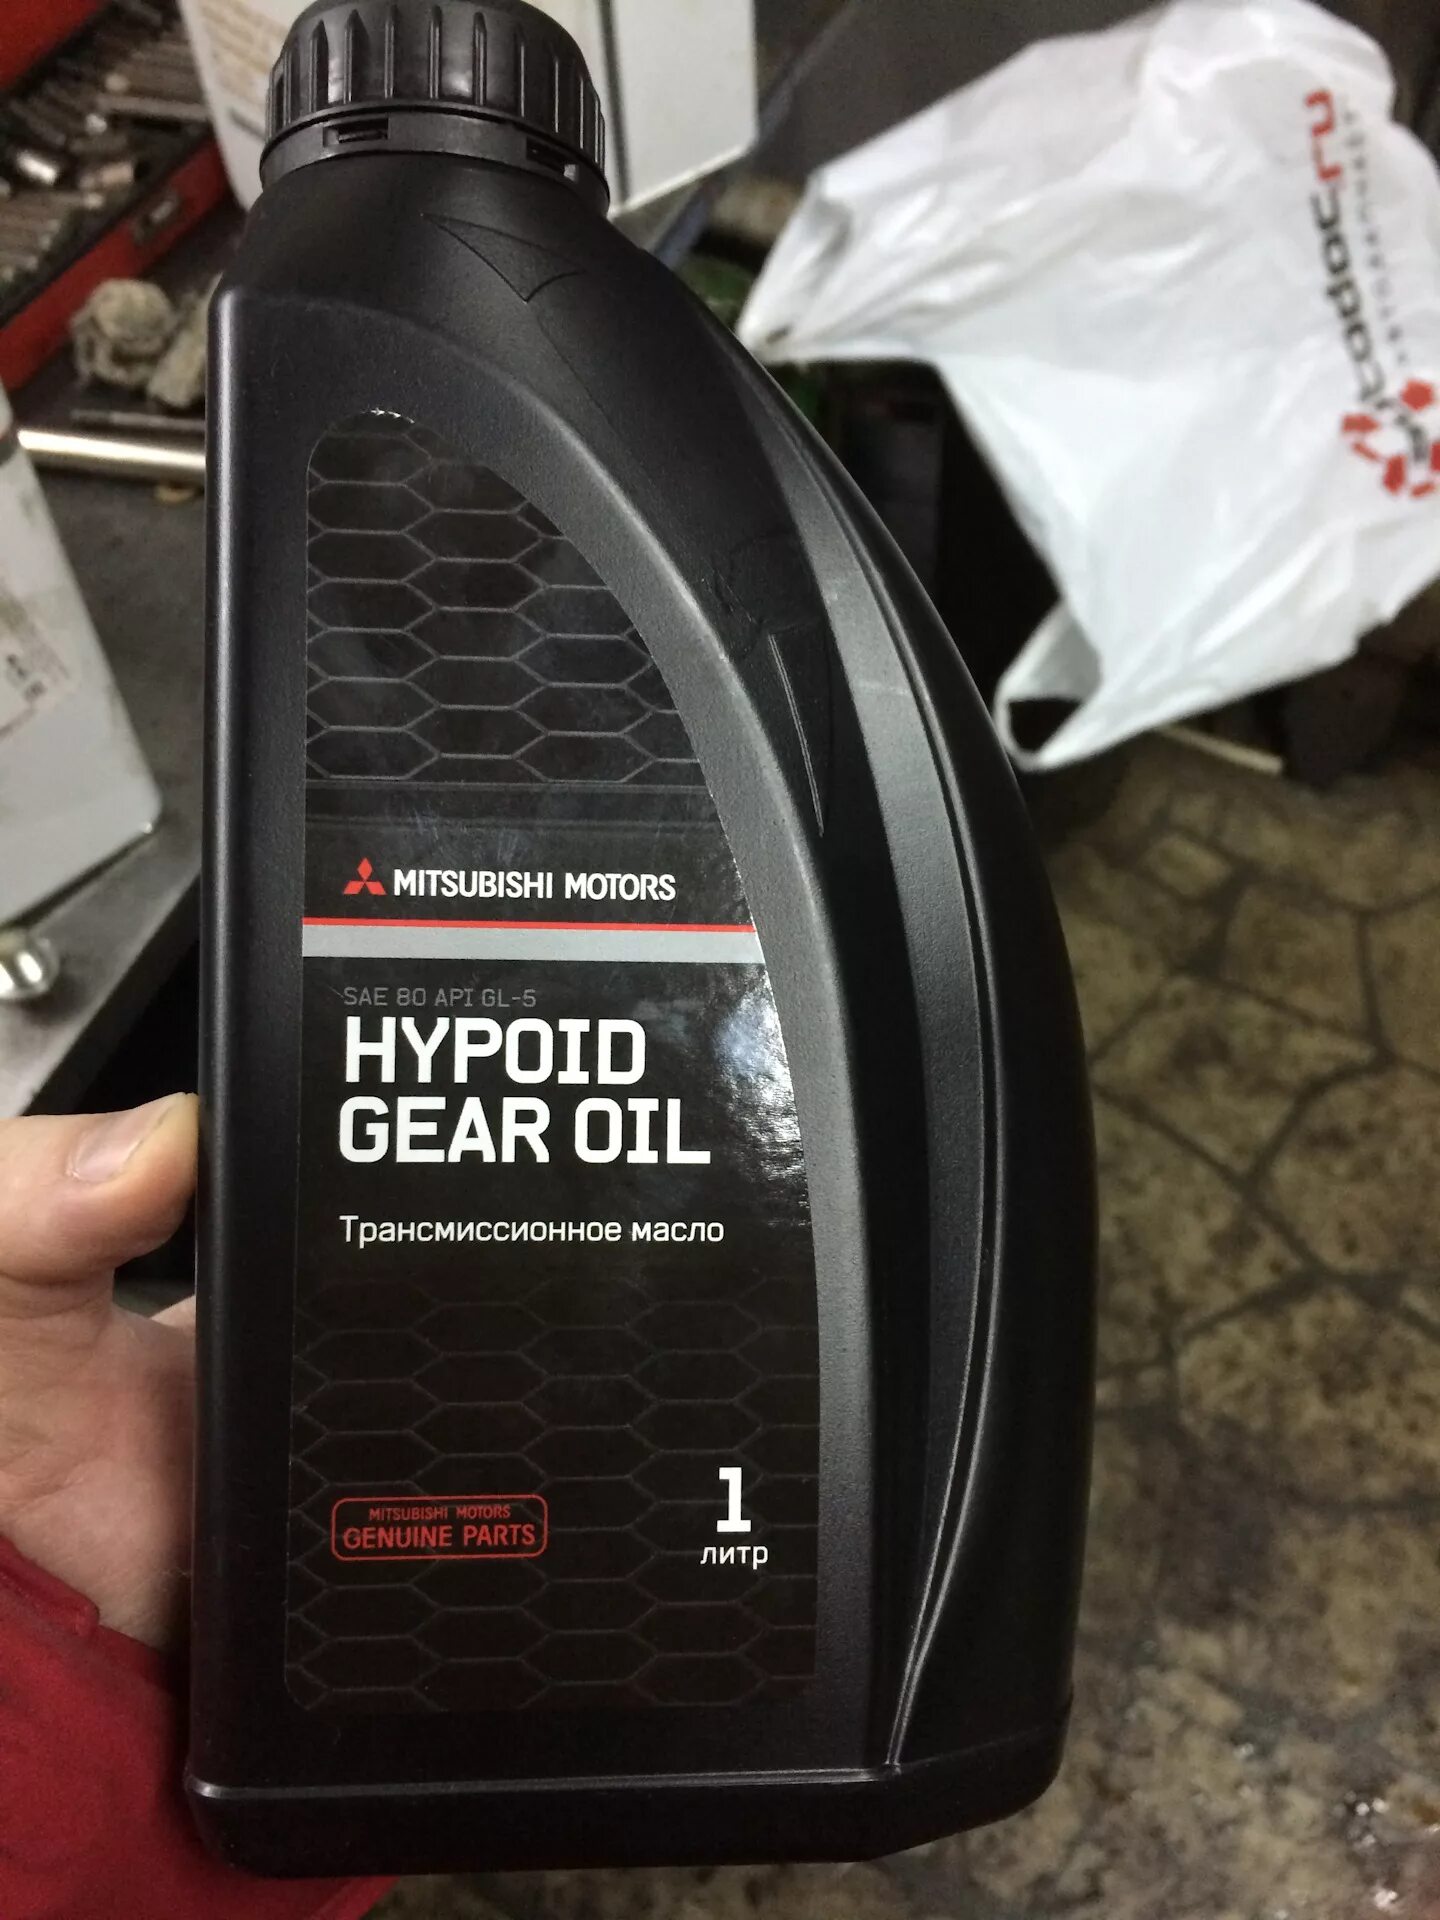 MITSUBISHI MOTORS
SAE 80 API GL-5
HYPOID
GEAR OIL
Трансмиссионное масло
MITSUBISHI MOTORS
GENUINE PARTS
1
литр